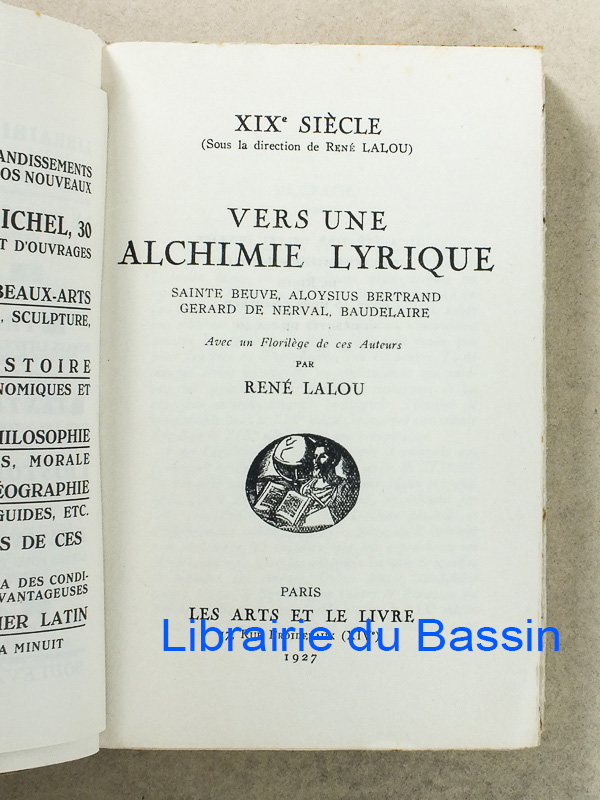 ANDISSEMENTS
OS NOUVEAUX
ICHEL, 30
T D'OUVRAGES
BEAUX-ARTS
, SCULPTURE,
STOIRE
NOMIQUES ET
HILOSOPHIE
S, MORALE
ÉOGRAPHIE
GUIDES, ETC.
S DE CES
A DES CONDI-
VANTAGEUSES
IER LATIN
A MINUIT
XIXe SIÈCLE
(Sous la direction de RENÉ LALOU)
VERS UNE
ALCHIMIE LYRIQUE
SAINTE BEUVE, ALOYSIUS BERTRAND
GERARD DE NERVAL, BAUDELAIRE
Avec un Florilège de ces Auteurs
PAR
RENÉ LALOU
PARIS
LES ARTS ET LE LIVRE
RUE FROIDEVAUX (XIVe)
1927
Librairie du Bassin